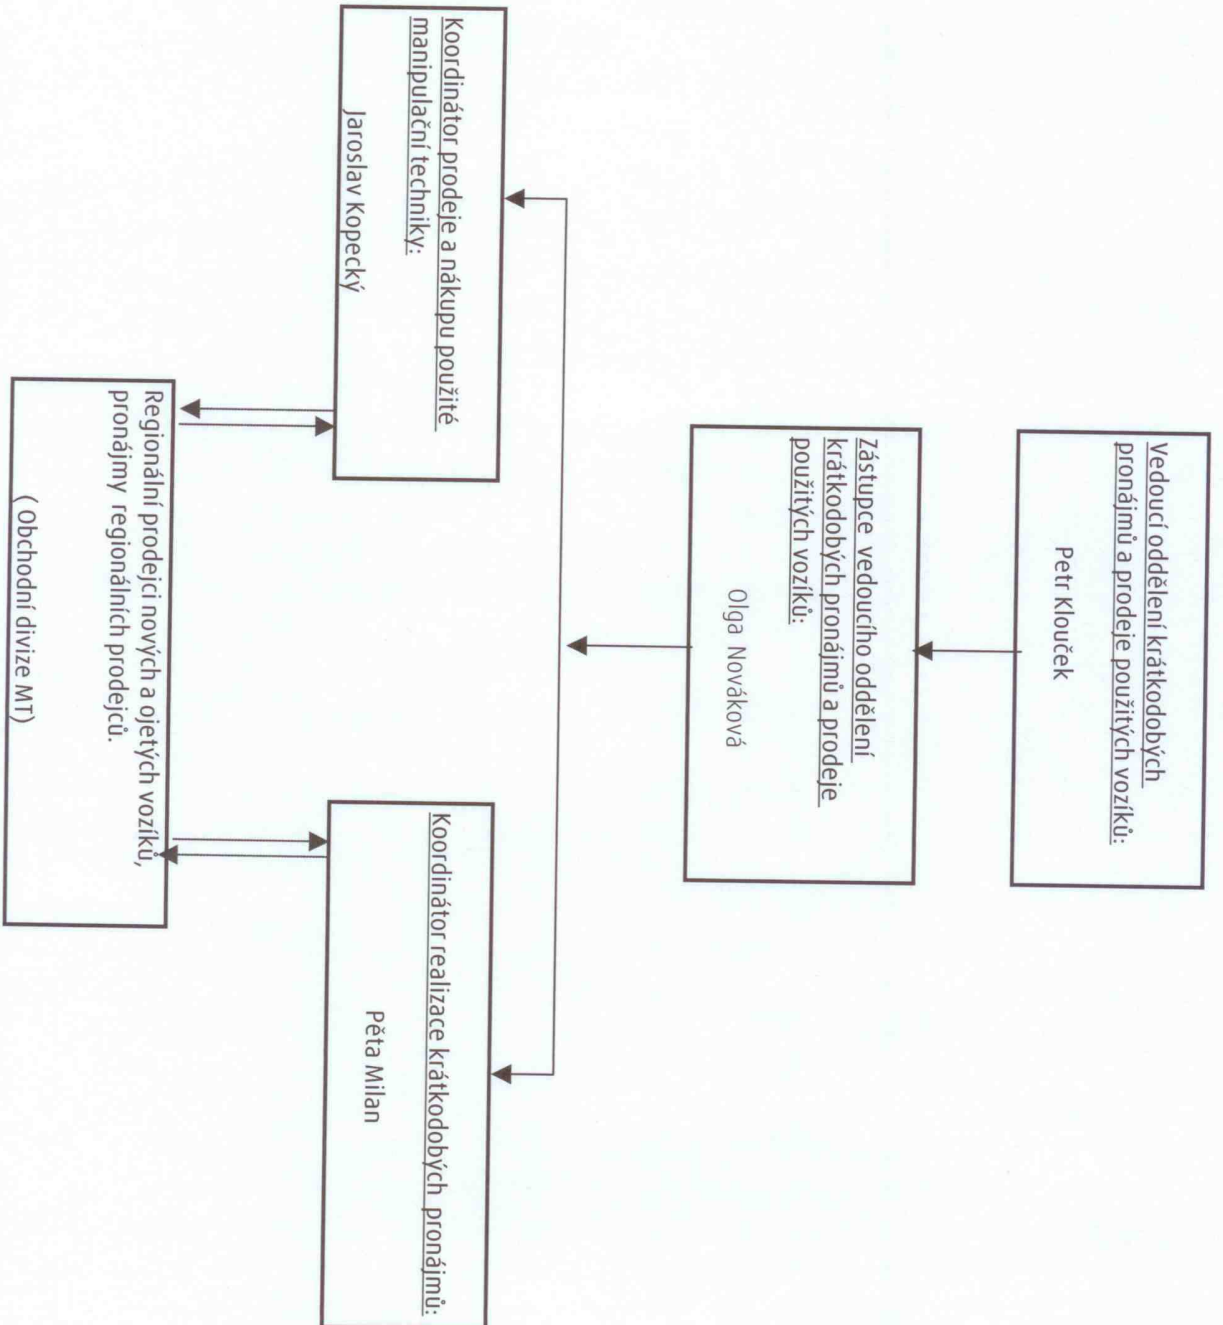 Vedoucí oddělení krátkodobých
pronájmů a prodeje použitých vozíků:
Petr Klouček
Zástupce vedoucího oddělení
krátkodobých pronájmů a prodeje
použitých vozíků:
Olga Nováková
Koordinátor prodeje a nákupu použité
manipulační techniky:
Jaroslav Kopecký
Koordinátor realizace krátkodobých pronájmů:
Pěta Milan
Regionální prodejci nových a ojetých vozíků,
pronájmy regionálních prodejců.
( Obchodní divize MT)